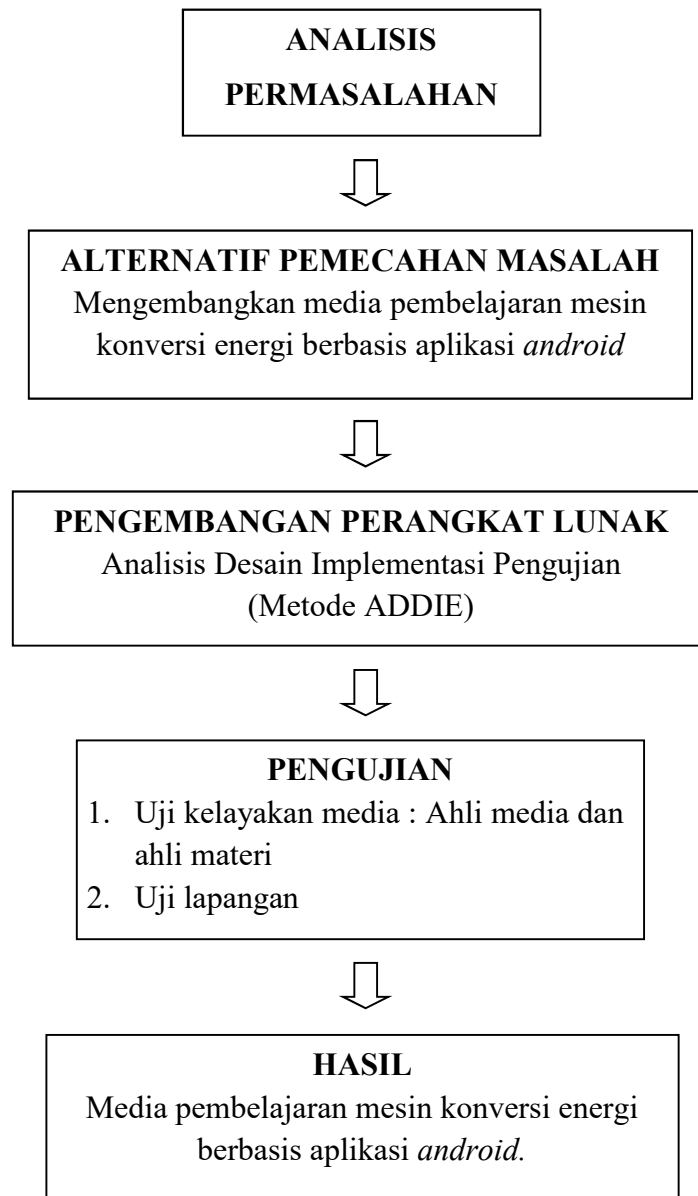 ANALISIS
PERMASALAHAN
ALTERNATIF PEMECAHAN MASALAH
Mengembangkan media pembelajaran mesin
konversi energi berbasis aplikasi android
PENGEMBANGAN PERANGKAT LUNAK
Analisis Desain Implementasi Pengujian
(Metode ADDIE)
PENGUJIAN
1. Uji kelayakan media : Ahli media dan
ahli materi
2. Uji lapangan
HASIL
Media pembelajaran mesin konversi energi
berbasis aplikasi android.